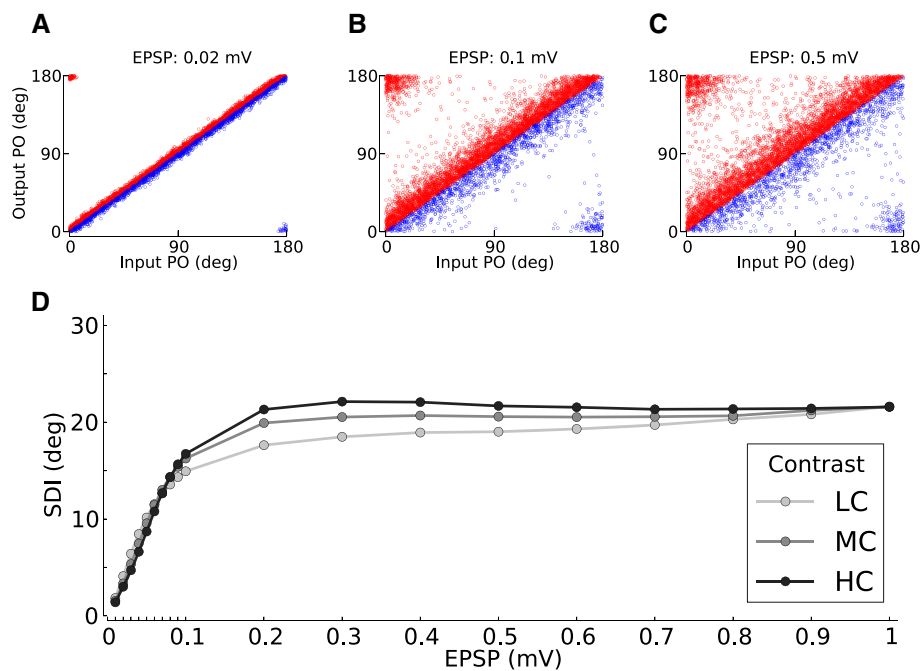 A
B
C
EPSP: 0.02 mV
EPSP: 0.1 mV
EPSP: 0.5 mV
180
90
0
Output PO (deg)
0
90
180
Input PO (deg)
180
90
0
0
90
180
Input PO (deg)
180
90
0
0
90
180
Input PO (deg)
D
30
20
10
0
SDI (deg)
Contrast
LC
MC
HC
0
0.1
0.2
0.3
0.4
0.5
0.6
0.7
0.8
0.9
1
EPSP (mV)